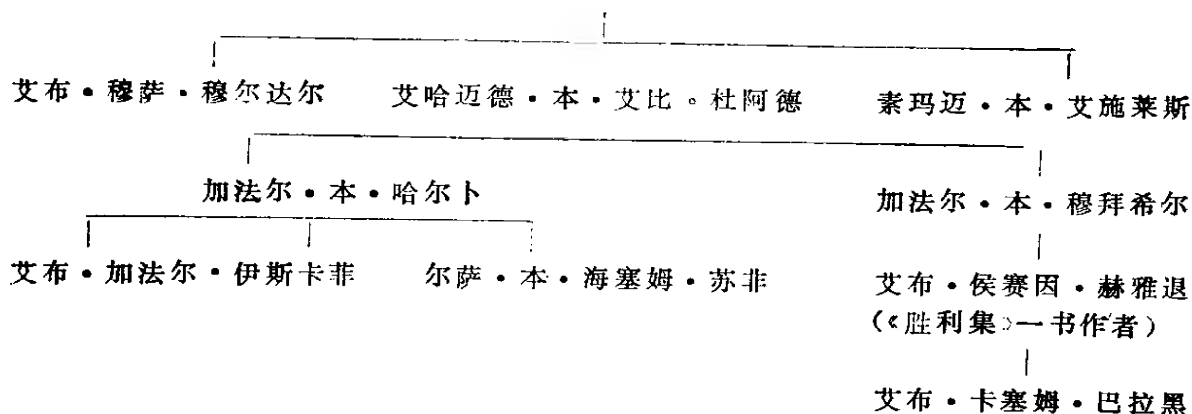 艾布·穆萨·穆尔达尔 艾哈迈德·本·艾比。杜阿德 素玛迈·本·艾施莱斯
加法尔·本·哈尔卜 加法尔·本·穆拜希尔
艾布·加法尔·伊斯卡菲 尔萨·本·海塞姆·苏非 艾布·侯赛因·赫雅退
(《胜利集》一书作者)
艾布·卡塞姆·巴拉黑